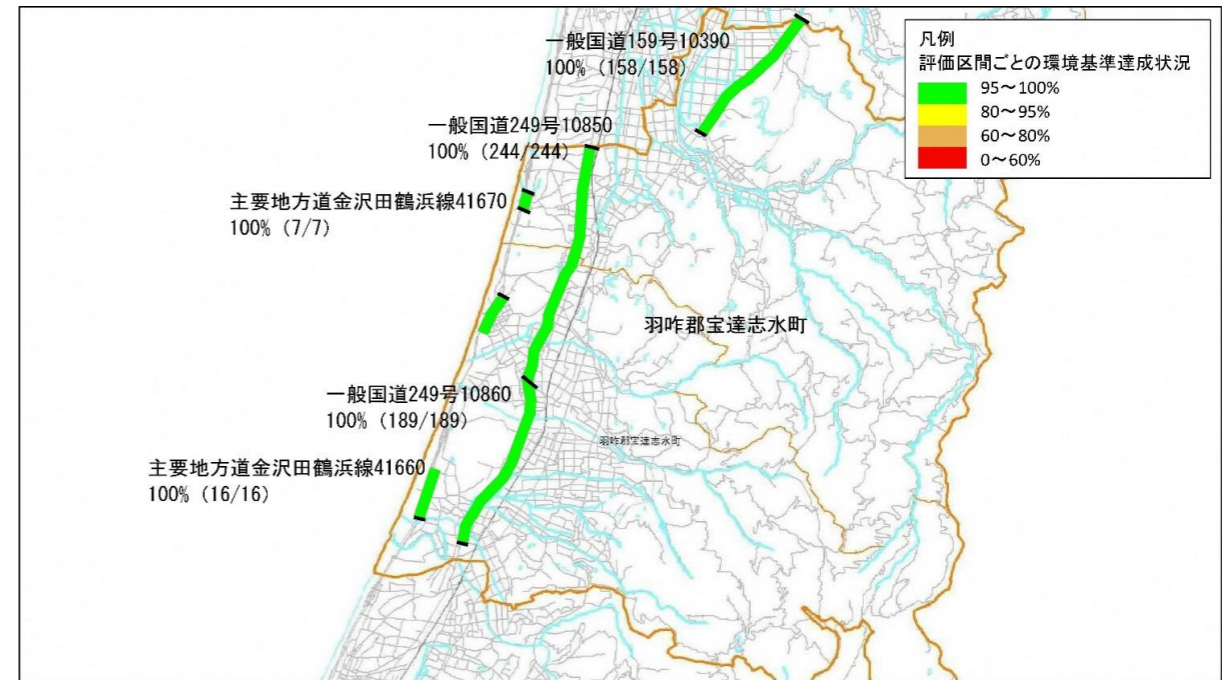 一般国道159号10390
100% (158/158)
凡例
評価区間ごとの環境基準達成状況
95～100%
80～95%
60～80%
0～60%
一般国道249号10850
100% (244/244)
主要地方道金沢田鶴浜線41670
100% (7/7)
羽咋郡宝達志水町
一般国道249号10860
100% (189/189)
羽咋郡宝達志水町
主要地方道金沢田鶴浜線41660
100% (16/16)